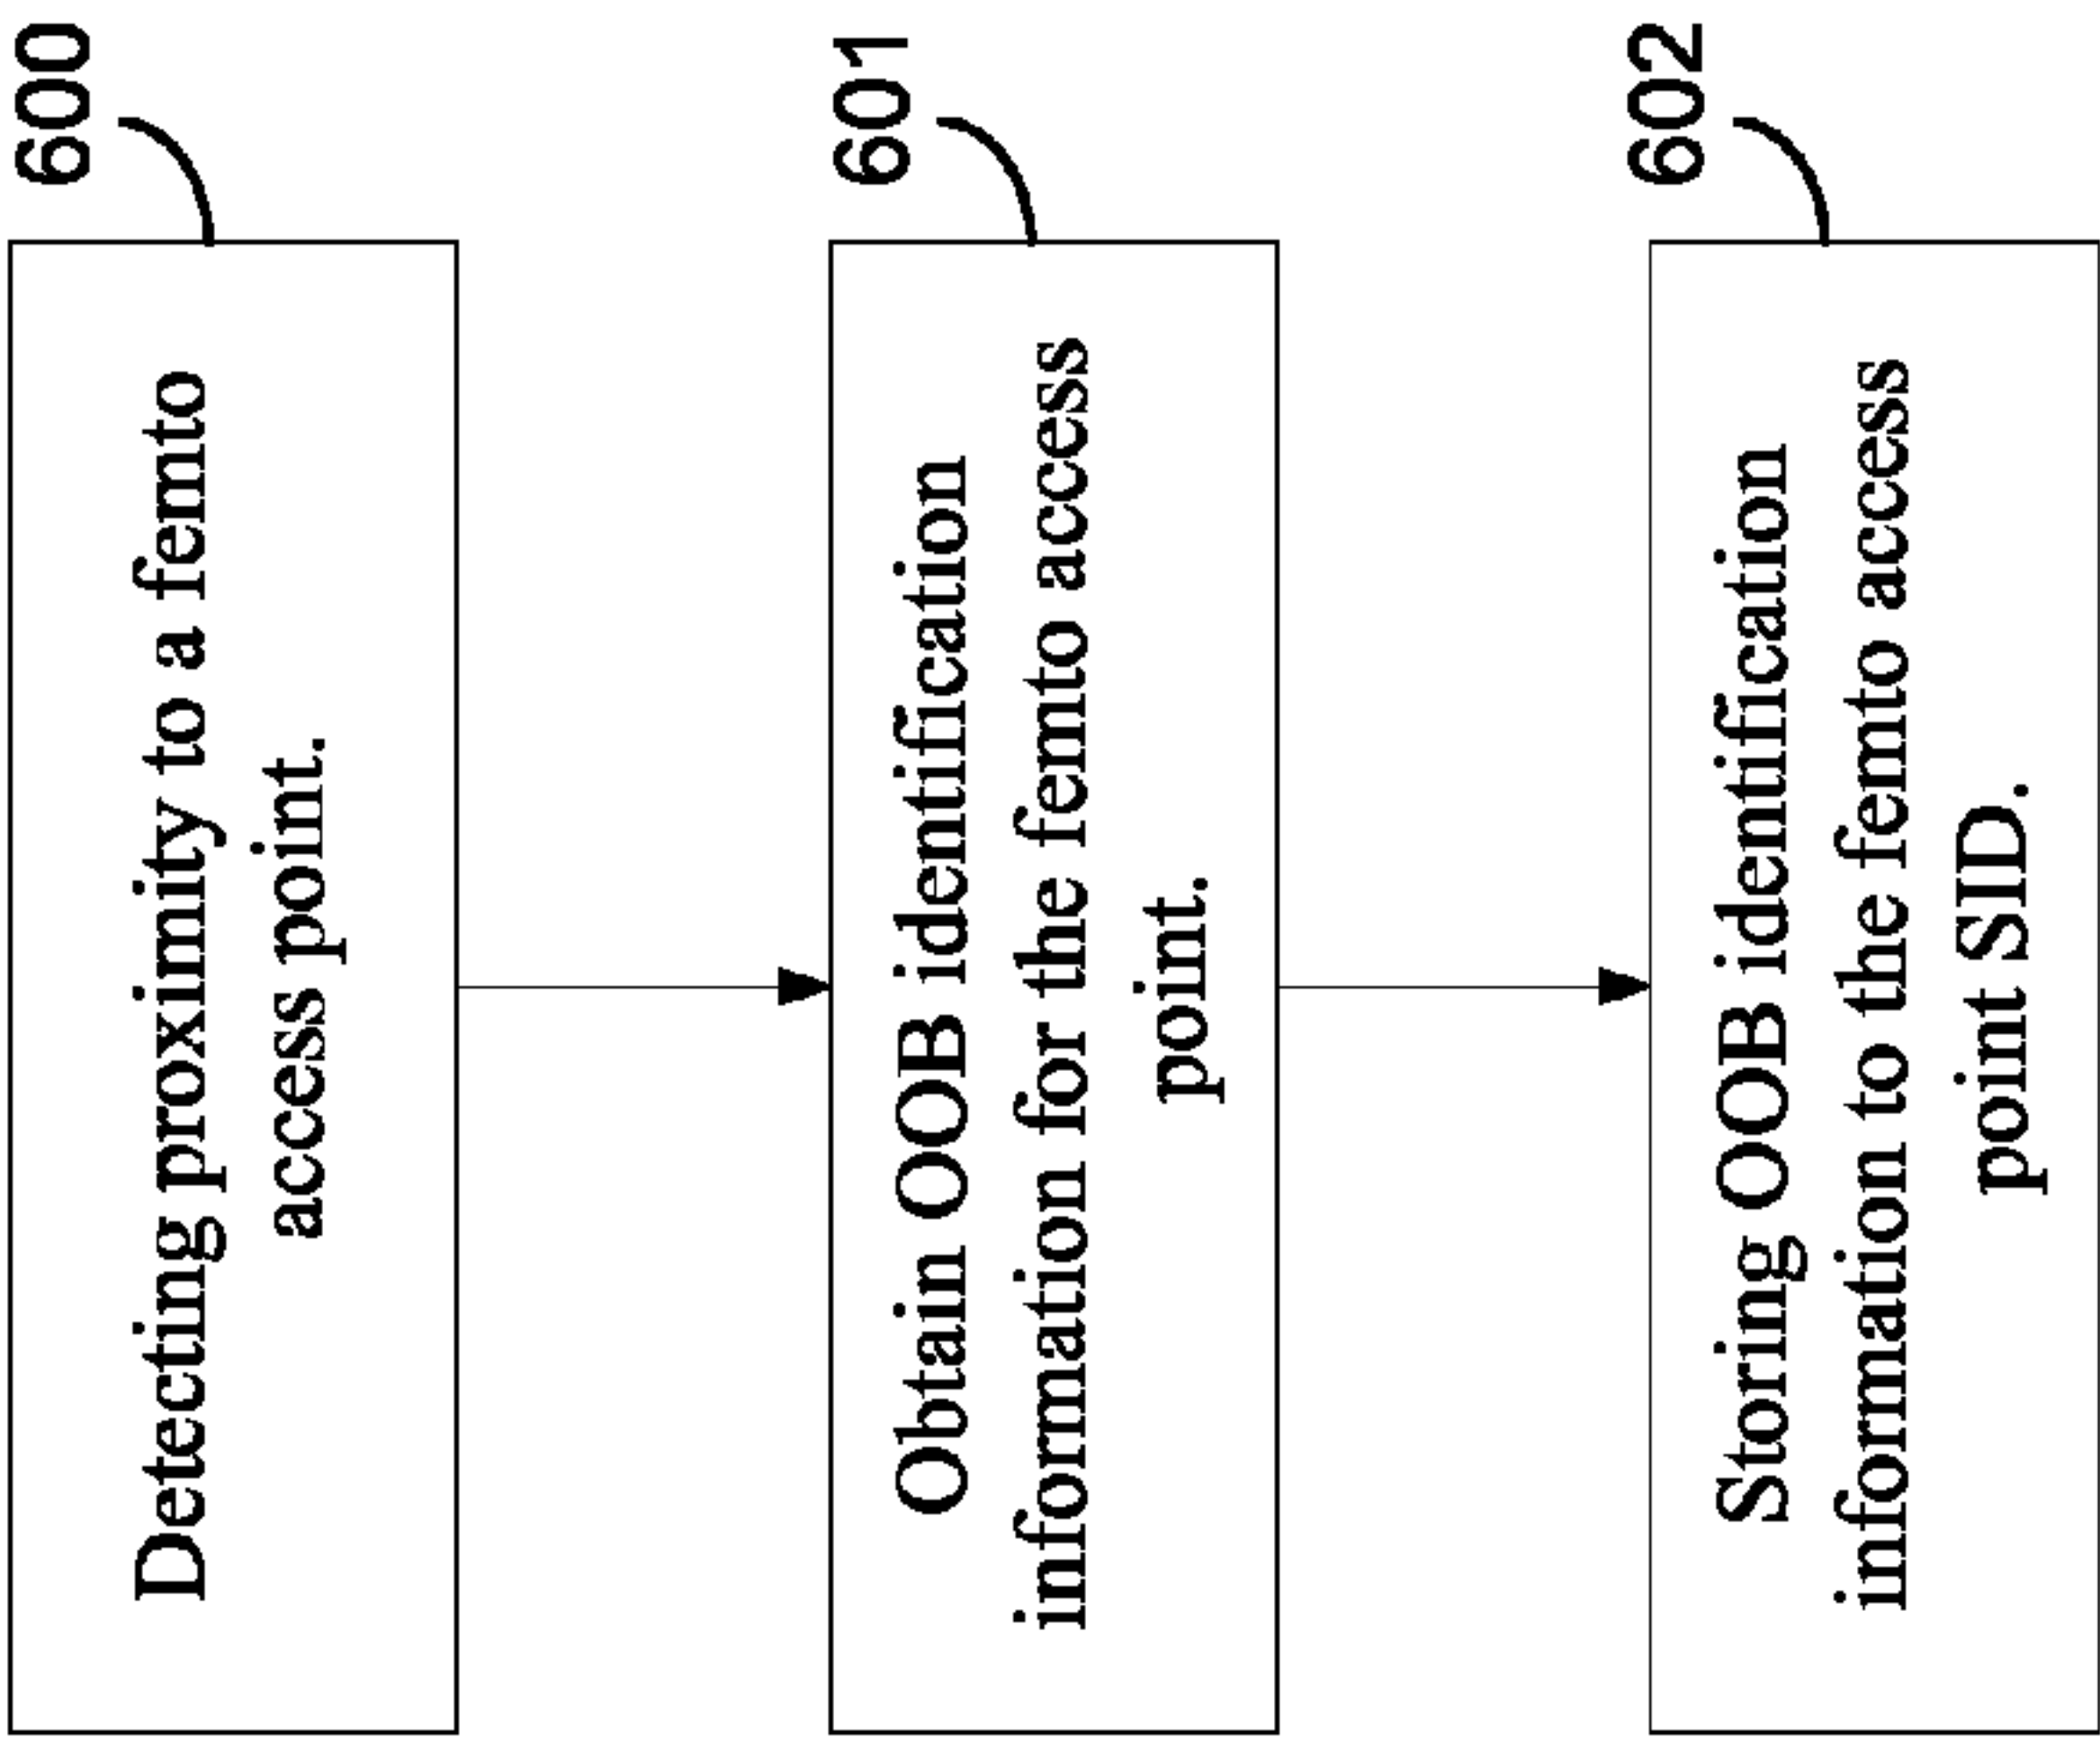 600
Detecting proximity to a femto
access point.
601
Obtain OOB identification
information for the femto access
point.
602
Storing OOB identification
information to the femto access
point SID.